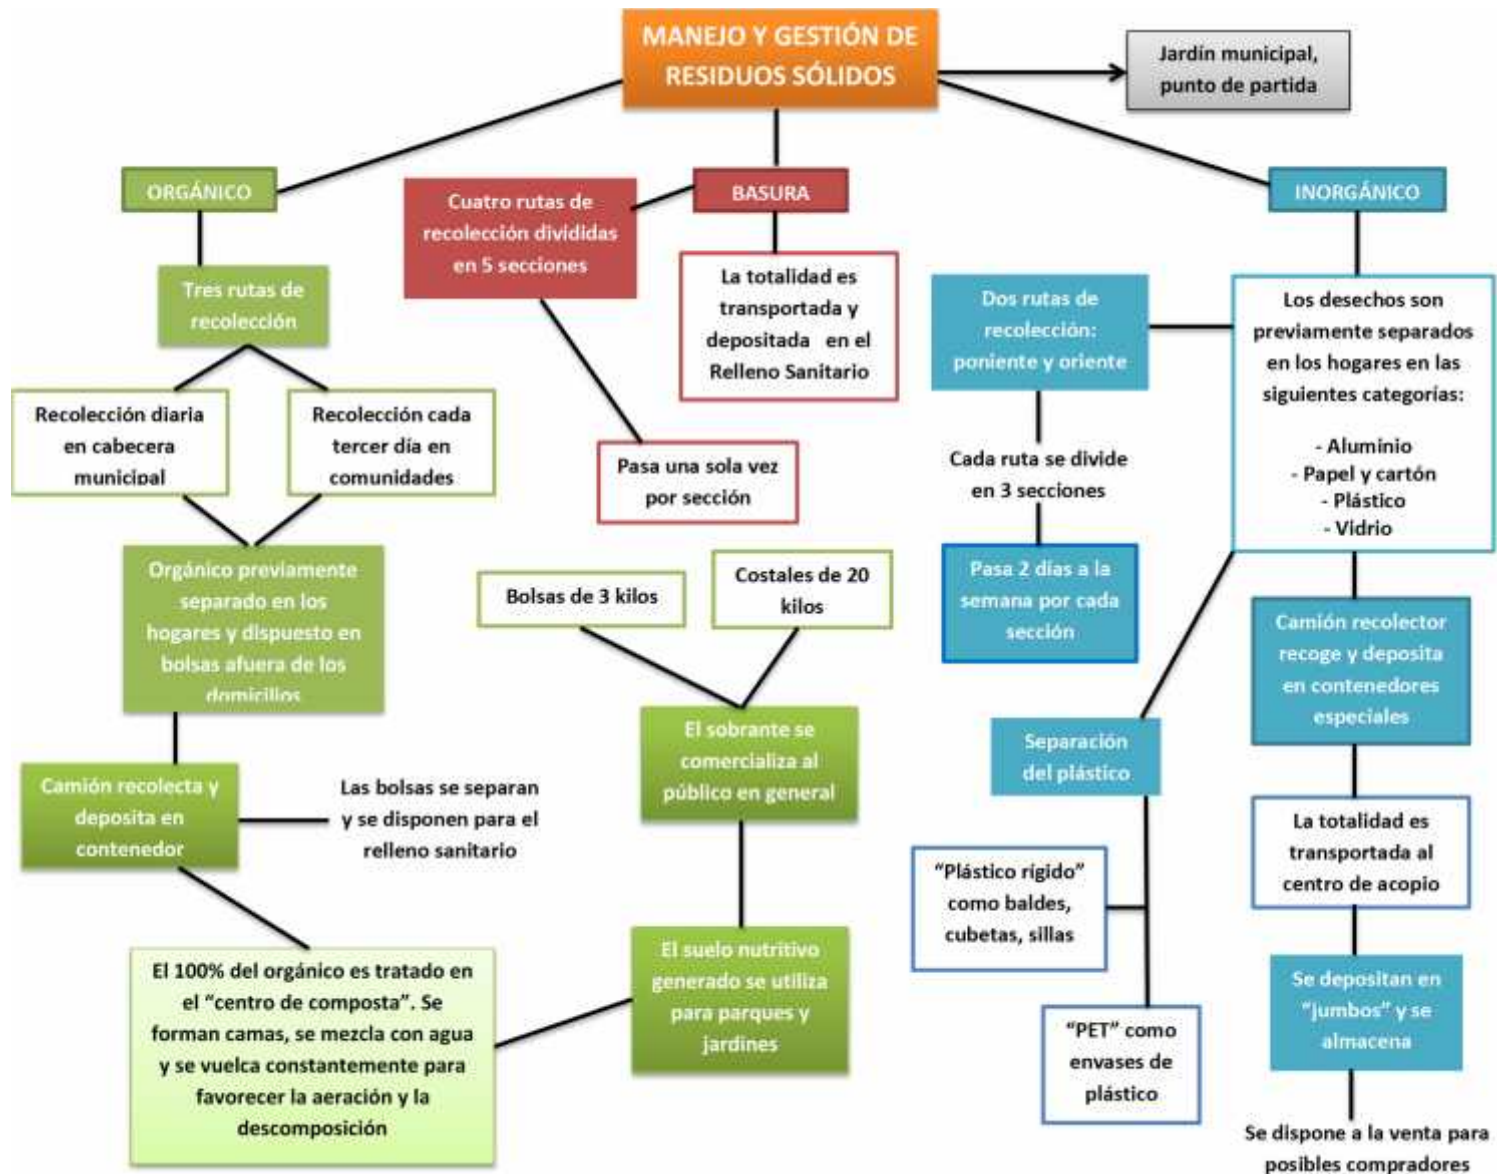 MANEJO Y GESTIÓN DE
RESIDUOS SÓLIDOS
Jardín municipal,
punto de partida
ORGÁNICO
Tres rutas de
recolección
Recolección diaria
en cabecera
municipal
Recolección cada
tercer día en
comunidades
Orgánico previamente
separado en los
hogares y dispuesto en
bolsas afuera de los
domicilios
Camión recolecta y
deposita en
contenedor
Las bolsas se separan
y se disponen para el
relleno sanitario
El 100% del orgánico es tratado en
el “centro de composta”. Se
forman camas, se mezcla con agua
y se vuelca constantemente para
favorecer la aeración y la
descomposición
El suelo nutritivo
generado se utiliza
para parques y
jardines
El sobrante se
comercializa al
público en general
Bolsas de 3 kilos
Costales de 20
kilos
BASURA
Cuatro rutas de
recolección divididas
en 5 secciones
La totalidad es
transportada y
depositada en el
Relleno Sanitario
Pasa una sola vez
por sección
INORGÁNICO
Los desechos son
previamente separados
en los hogares en las
siguientes categorías:
- Aluminio
- Papel y cartón
- Plástico
- Vidrio
Dos rutas de
recolección:
poniente y oriente
Cada ruta se divide
en 3 secciones
Pasa 2 días a la
semana por cada
sección
Separación
del plástico
“Plástico rígido”
como baldes,
cubetas, sillas
“PET” como
envases de
plástico
Camión recolector
recoge y deposita
en contenedores
especiales
La totalidad es
transportada al
centro de acopio
Se depositan en
“jumbos” y se
almacena
Se dispone a la venta para
posibles compradores